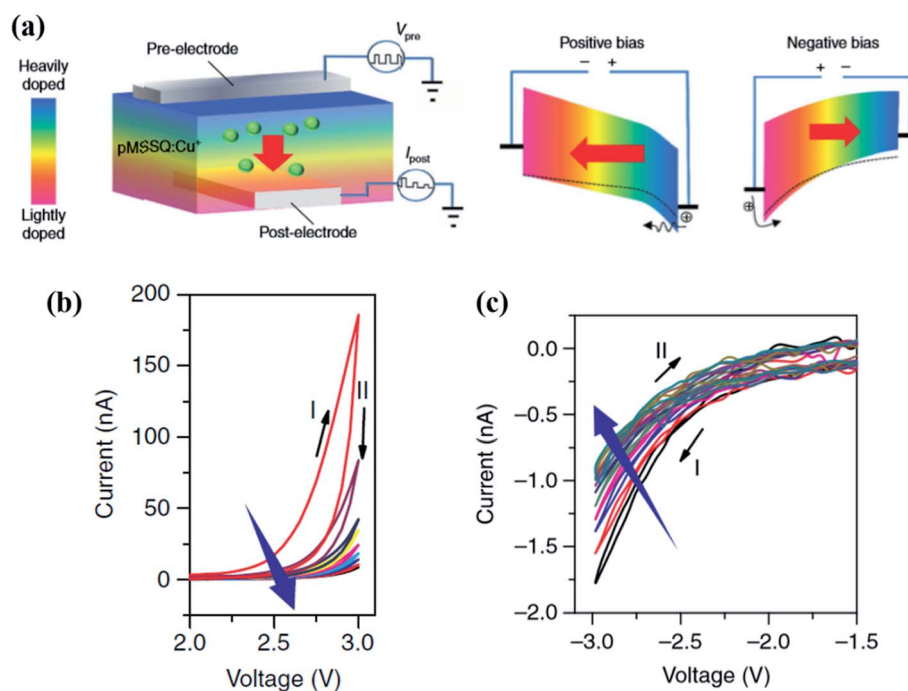 (a)
Heavily
doped
Lightly
doped
Pre-electrode
V_pre
pMSSQ:Cu⁺
I_post
Post-electrode
Positive bias
− +
⊕
Negative bias
+ −
⊕
(b)
200
150
100
50
0
Current (nA)
I
II
2.0 2.5 3.0
Voltage (V)
(c)
0.0
−0.5
−1.0
−1.5
−2.0
Current (nA)
II
I
−3.0 −2.5 −2.0 −1.5
Voltage (V)